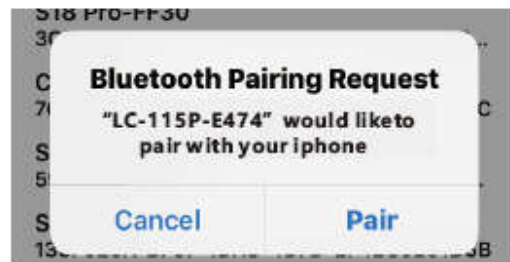 S18 Pro-FF30
Bluetooth Pairing Request
"LC-115P-E474" would liketo
pair with your iphone
Cancel
Pair